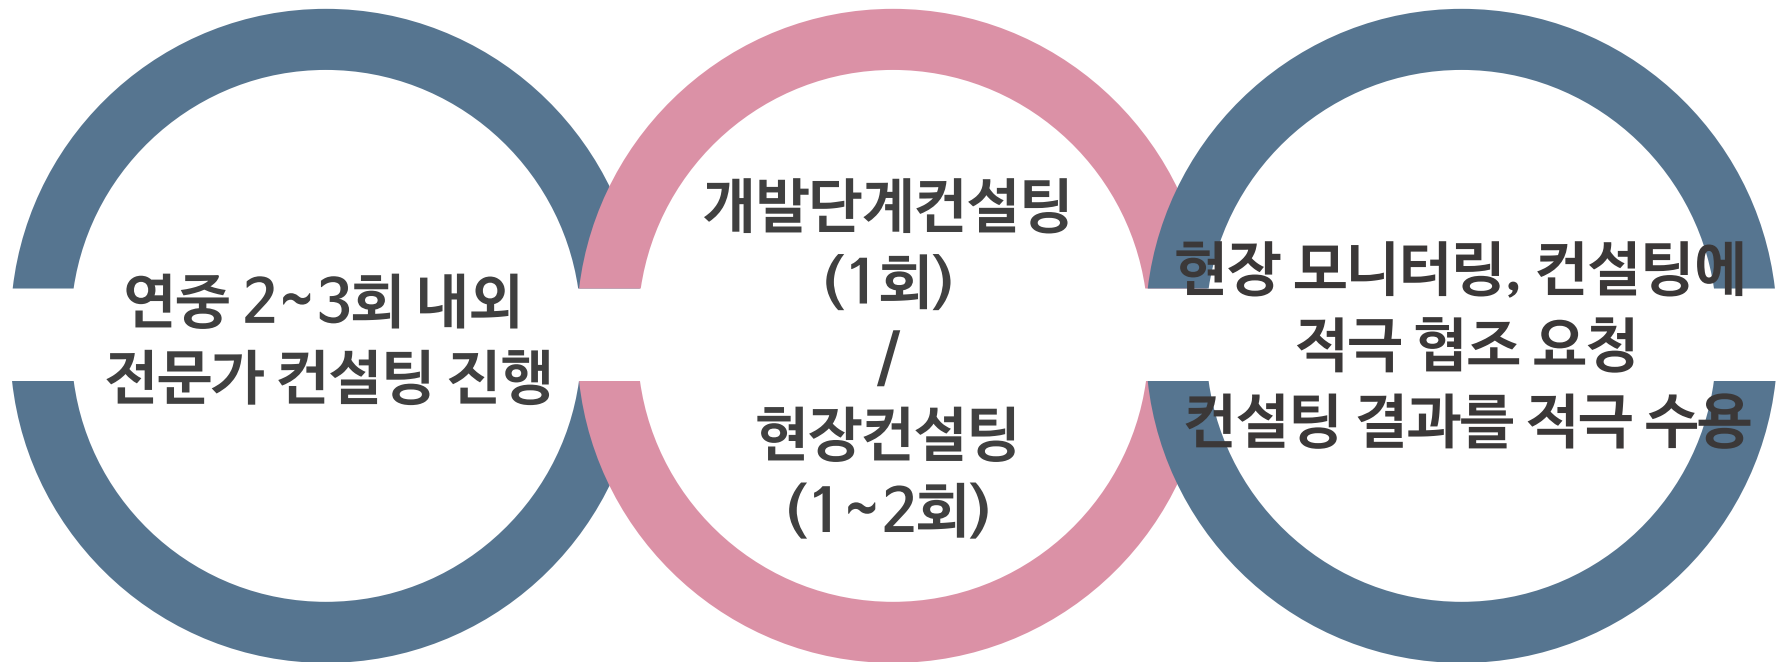 연중 2~3회 내외
전문가 컨설팅 진행
개발단계컨설팅
(1회)
/
현장컨설팅
(1~2회)
현장 모니터링, 컨설팅에
적극 협조 요청
컨설팅 결과를 적극 수용